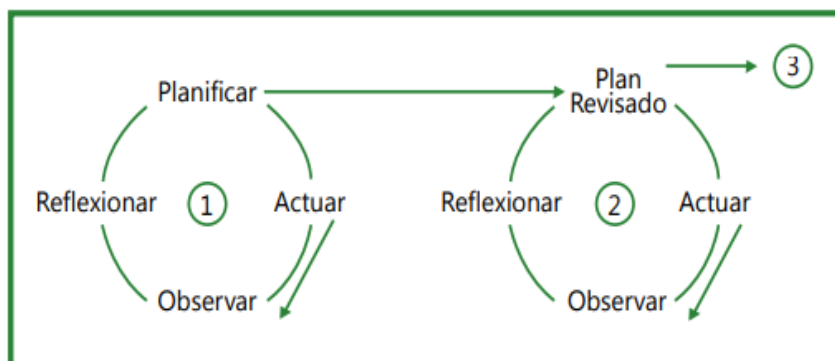 Planificar
Plan
Revisado
3
Reflexionar
1
Actuar
Reflexionar
2
Actuar
Observar
Observar